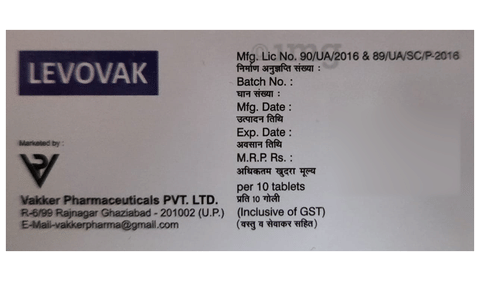 LEVOVAK
Marketed by :
Vakker Pharmaceuticals PVT. LTD.
R-6/99 Rajnagar Ghaziabad - 201002 (U.P.)
E-Mail-vakkerpharma@gmail.com
Mfg. Lic No. 90/UA/2016 & 89/UA/SC/P-2016
निर्माण अनुज्ञप्ति संख्या :
Batch No. :
घान संख्या :
Mfg. Date :
उत्पादन तिथि
Exp. Date :
अवसान तिथि
M.R.P. Rs. :
अधिकतम खुदरा मूल्य
per 10 tablets
प्रति 10 गोली
(Inclusive of GST)
(वस्तु व सेवाकर सहित)